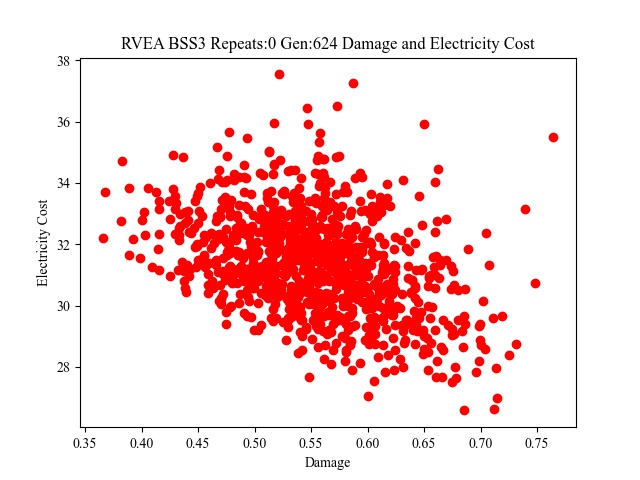 RVEA BSS3 Repeats:0 Gen:624 Damage and Electricity Cost
38
36
34
32
30
28
Electricity Cost
0.35 0.40 0.45 0.50 0.55 0.60 0.65 0.70 0.75
Damage